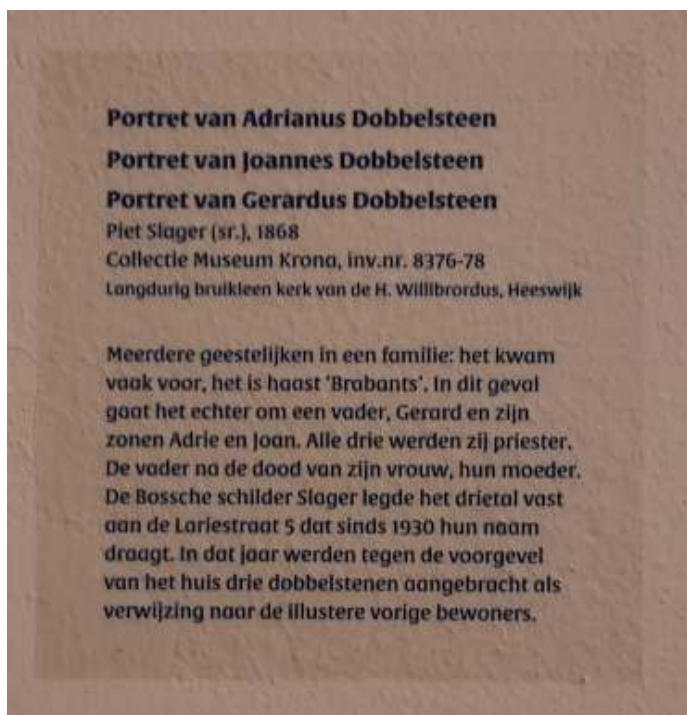 Portret van Adrianus Dobbelsteen
Portret van Joannes Dobbelsteen
Portret van Gerardus Dobbelsteen
Piet Slager (sr.), 1868
Collectie Museum Krona, inv.nr. 8376-78
Langdurig bruikleen kerk van de H. Willibrordus, Heeswijk
Meerdere geestelijken in een familie: het kwam
vaak voor, het is haast ‘Brabants’. In dit geval
gaat het echter om een vader, Gerard en zijn
zonen Adrie en Joan. Alle drie werden zij priester.
De vader na de dood van zijn vrouw, hun moeder.
De Bossche schilder Slager legde het drietal vast
aan de Lariestraat 5 dat sinds 1930 hun naam
draagt. In dat jaar werden tegen de voorgevel
van het huis drie dobbelstenen aangebracht als
verwijzing naar de illustere vorige bewoners.